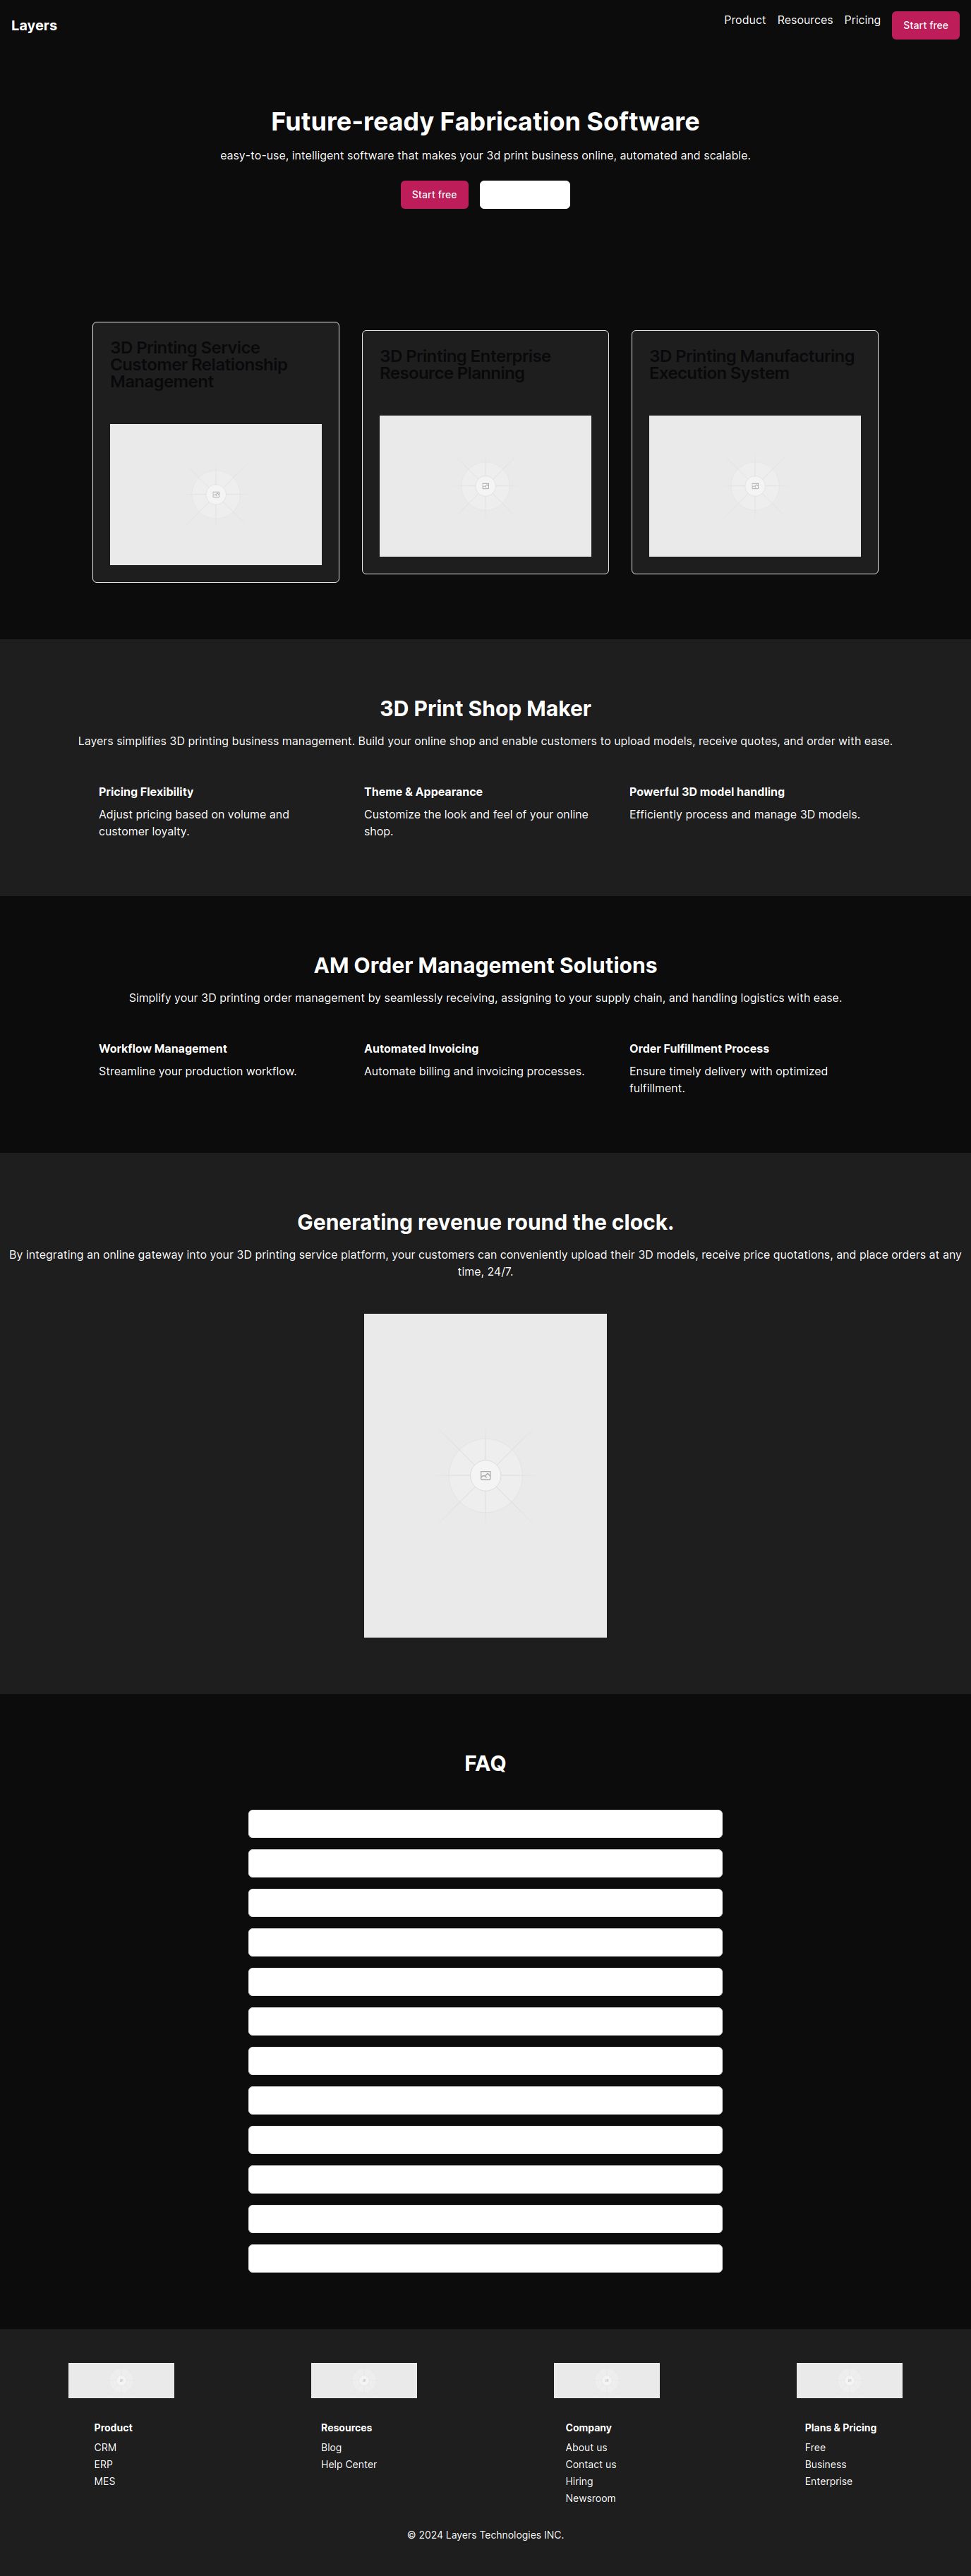 Layers
Product
Resources
Pricing
Start free
Future-ready Fabrication Software
easy-to-use, intelligent software that makes your 3d print business online, automated and scalable.
Start free
3D Printing Service
Customer Relationship
Management
3D Printing Enterprise
Resource Planning
3D Printing Manufacturing
Execution System
3D Print Shop Maker
Layers simplifies 3D printing business management. Build your online shop and enable customers to upload models, receive quotes, and order with ease.
Pricing Flexibility
Adjust pricing based on volume and
customer loyalty.
Theme & Appearance
Customize the look and feel of your online
shop.
Powerful 3D model handling
Efficiently process and manage 3D models.
AM Order Management Solutions
Simplify your 3D printing order management by seamlessly receiving, assigning to your supply chain, and handling logistics with ease.
Workflow Management
Streamline your production workflow.
Automated Invoicing
Automate billing and invoicing processes.
Order Fulfillment Process
Ensure timely delivery with optimized
fulfillment.
Generating revenue round the clock.
By integrating an online gateway into your 3D printing service platform, your customers can conveniently upload their 3D models, receive price quotations, and place orders at any
time, 24/7.
FAQ
Product
CRM
ERP
MES
Resources
Blog
Help Center
Company
About us
Contact us
Hiring
Newsroom
Plans & Pricing
Free
Business
Enterprise
© 2024 Layers Technologies INC.